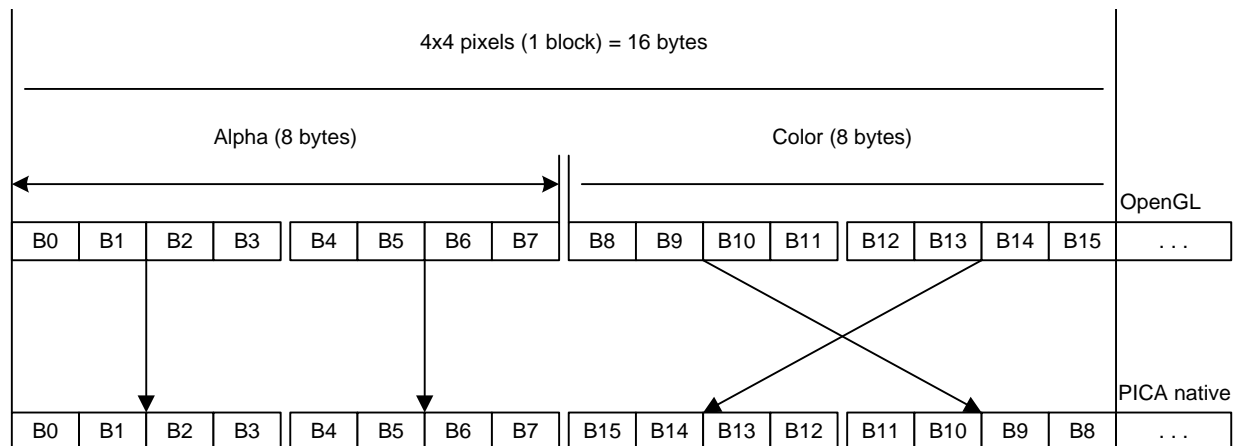 4x4 pixels (1 block) = 16 bytes
Alpha (8 bytes) Color (8 bytes)
OpenGL
B0 B1 B2 B3 B4 B5 B6 B7 B8 B9 B10 B11 B12 B13 B14 B15 . . .
PICA native
B0 B1 B2 B3 B4 B5 B6 B7 B15 B14 B13 B12 B11 B10 B9 B8 . . .